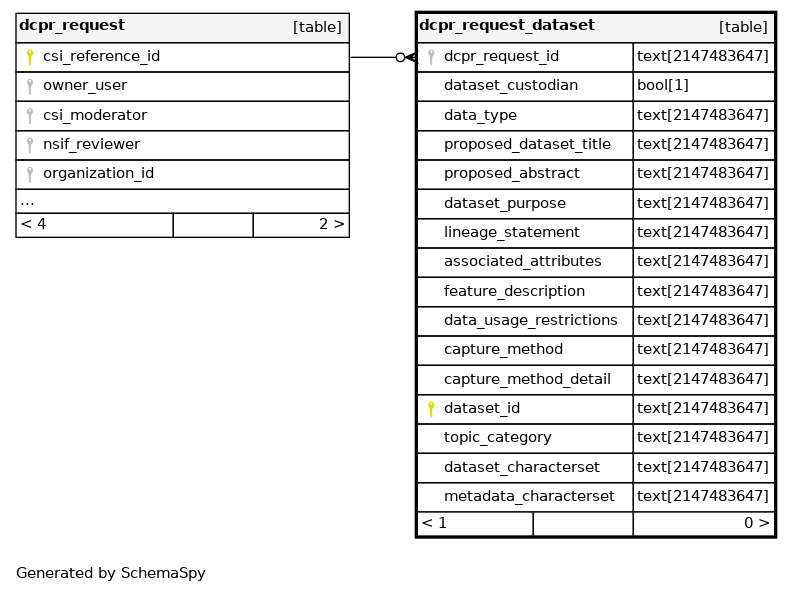 dcpr_request [table]
csi_reference_id
owner_user
csi_moderator
nsif_reviewer
organization_id
...
< 4 2 >
dcpr_request_dataset [table]
dcpr_request_id text[2147483647]
dataset_custodian bool[1]
data_type text[2147483647]
proposed_dataset_title text[2147483647]
proposed_abstract text[2147483647]
dataset_purpose text[2147483647]
lineage_statement text[2147483647]
associated_attributes text[2147483647]
feature_description text[2147483647]
data_usage_restrictions text[2147483647]
capture_method text[2147483647]
capture_method_detail text[2147483647]
dataset_id text[2147483647]
topic_category text[2147483647]
dataset_characterset text[2147483647]
metadata_characterset text[2147483647]
< 1 0 >
Generated by SchemaSpy